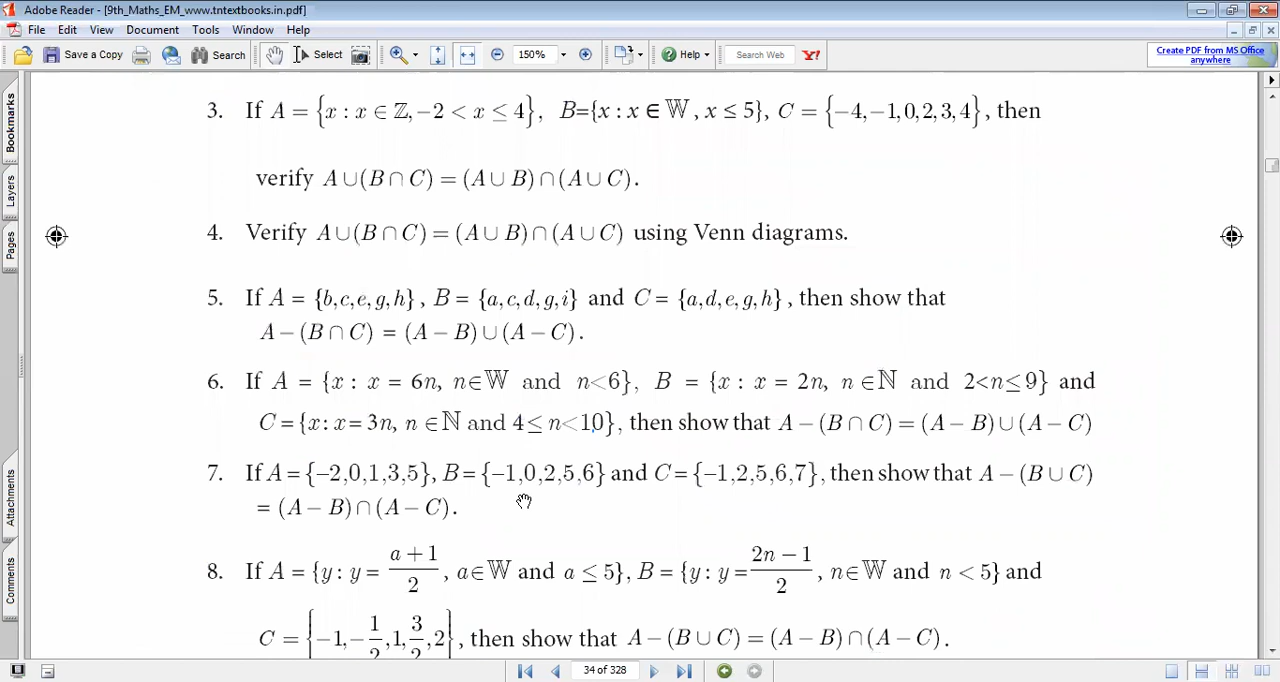 Adobe Reader - [9th_Maths_EM_www.tntextbooks.in.pdf]
File Edit View Document Tools Window Help
Save a Copy Search Select 150% Help Search Web Y! Create PDF from MS Office anywhere
Bookmarks
Layers
Pages
Attachments
Comments
3. If A = {x : x ∈ ℤ, −2 < x ≤ 4}, B={x : x ∈ 𝕎, x ≤ 5}, C = {−4, −1, 0, 2, 3, 4}, then
verify A∪(B∩C) = (A∪B)∩(A∪C).
4. Verify A∪(B∩C) = (A∪B)∩(A∪C) using Venn diagrams.
5. If A = {b,c,e,g,h}, B = {a,c,d,g,i} and C = {a,d,e,g,h}, then show that
A − (B∩C) = (A − B)∪(A − C).
6. If A = {x : x = 6n, n∈𝕎 and n<6}, B = {x : x = 2n, n∈ℕ and 2<n≤9} and
C = {x : x = 3n, n∈ℕ and 4≤ n<10}, then show that A − (B∩C) = (A − B)∪(A − C)
7. If A = {−2,0,1,3,5}, B = {−1,0,2,5,6} and C = {−1,2,5,6,7}, then show that A − (B∪C)
= (A − B)∩(A − C).
8. If A = {y : y = (a+1)/2, a∈𝕎 and a ≤ 5}, B = {y : y = (2n−1)/2, n∈𝕎 and n < 5} and
C = {−1, −1/2, 1, 3/2, 2}, then show that A − (B∪C) = (A − B)∩(A − C).
34 of 328